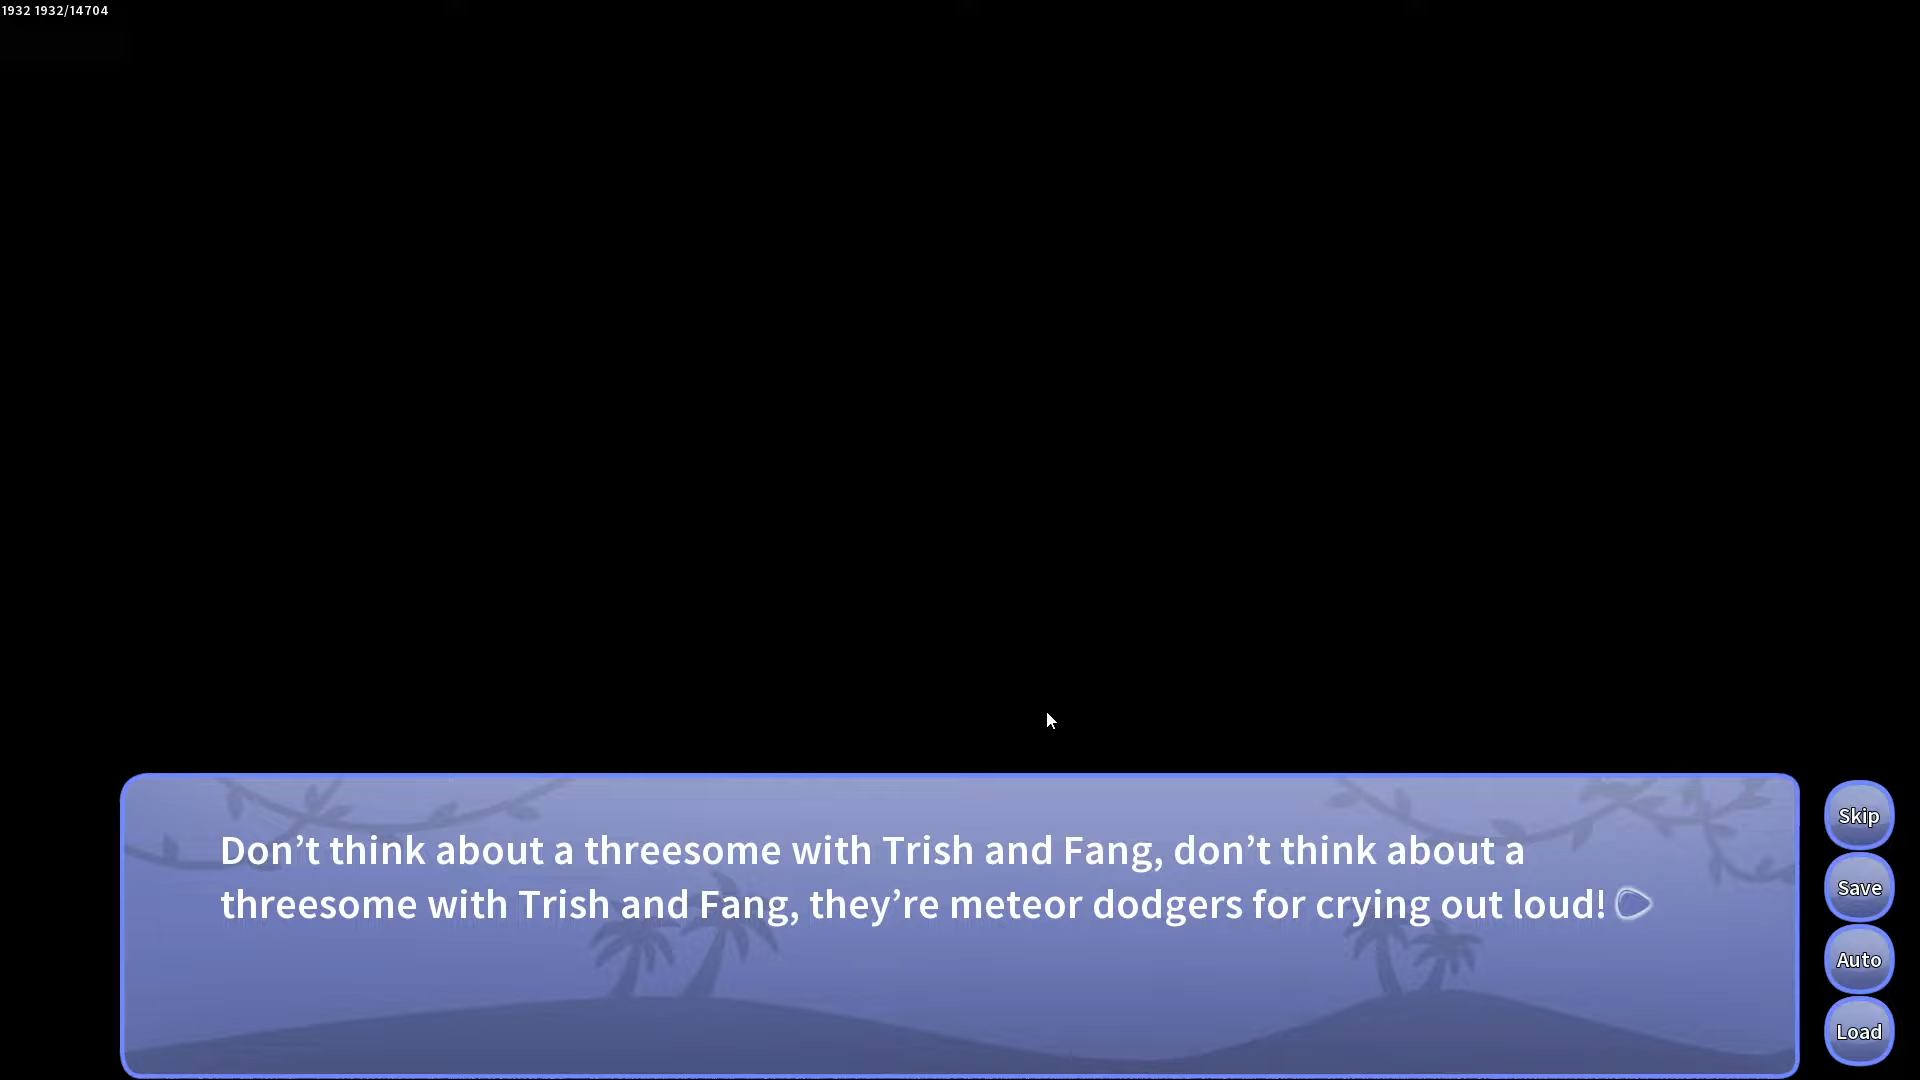 1932 1932/14704
Don’t think about a threesome with Trish and Fang, don’t think about a
threesome with Trish and Fang, they’re meteor dodgers for crying out loud!
Skip
Save
Auto
Load